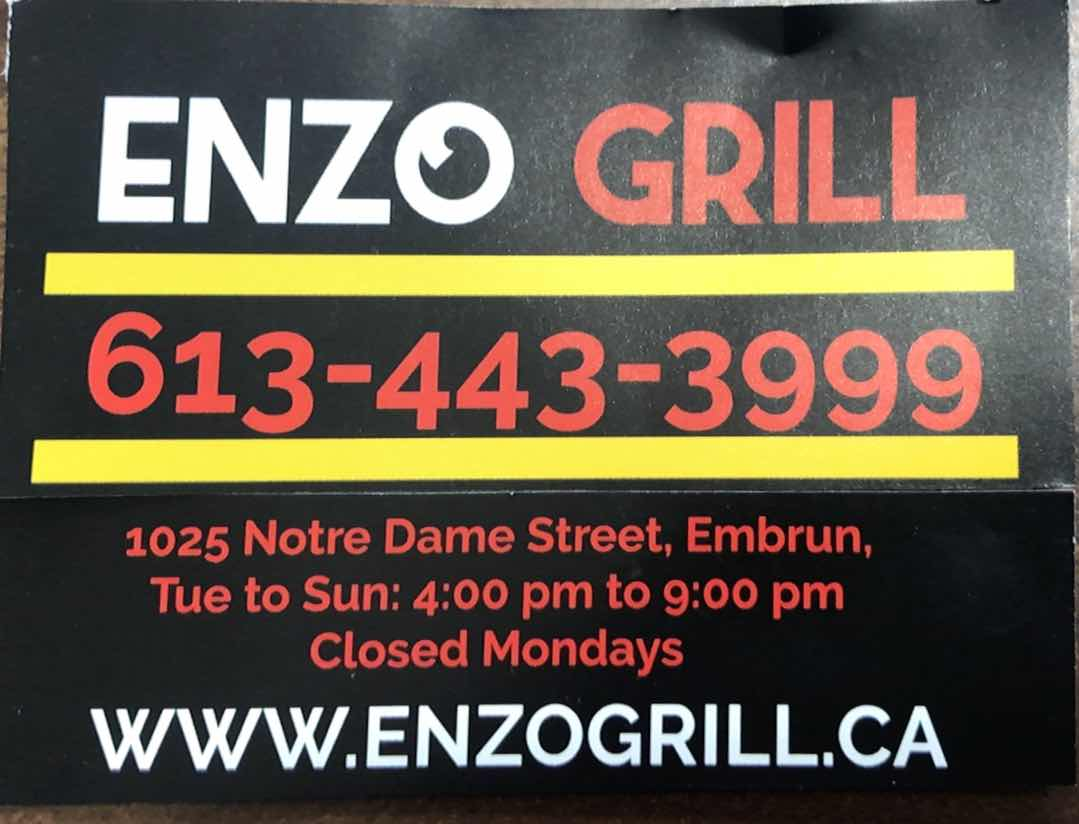 ENZO GRILL
613-443-3999
1025 Notre Dame Street, Embrun,
Tue to Sun: 4:00 pm to 9:00 pm
Closed Mondays
WWW.ENZOGRILL.CA